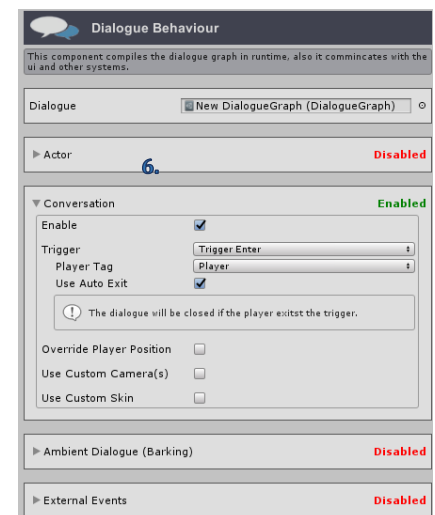 Dialogue Behaviour
This component compiles the dialogue graph in runtime, also it commincates with the
ui and other systems.
Dialogue New DialogueGraph (DialogueGraph)
Actor Disabled
6.
Conversation Enabled
Enable
Trigger Trigger Enter
Player Tag Player
Use Auto Exit
The dialogue will be closed if the player exitst the trigger.
Override Player Position
Use Custom Camera(s)
Use Custom Skin
Ambient Dialogue (Barking) Disabled
External Events Disabled